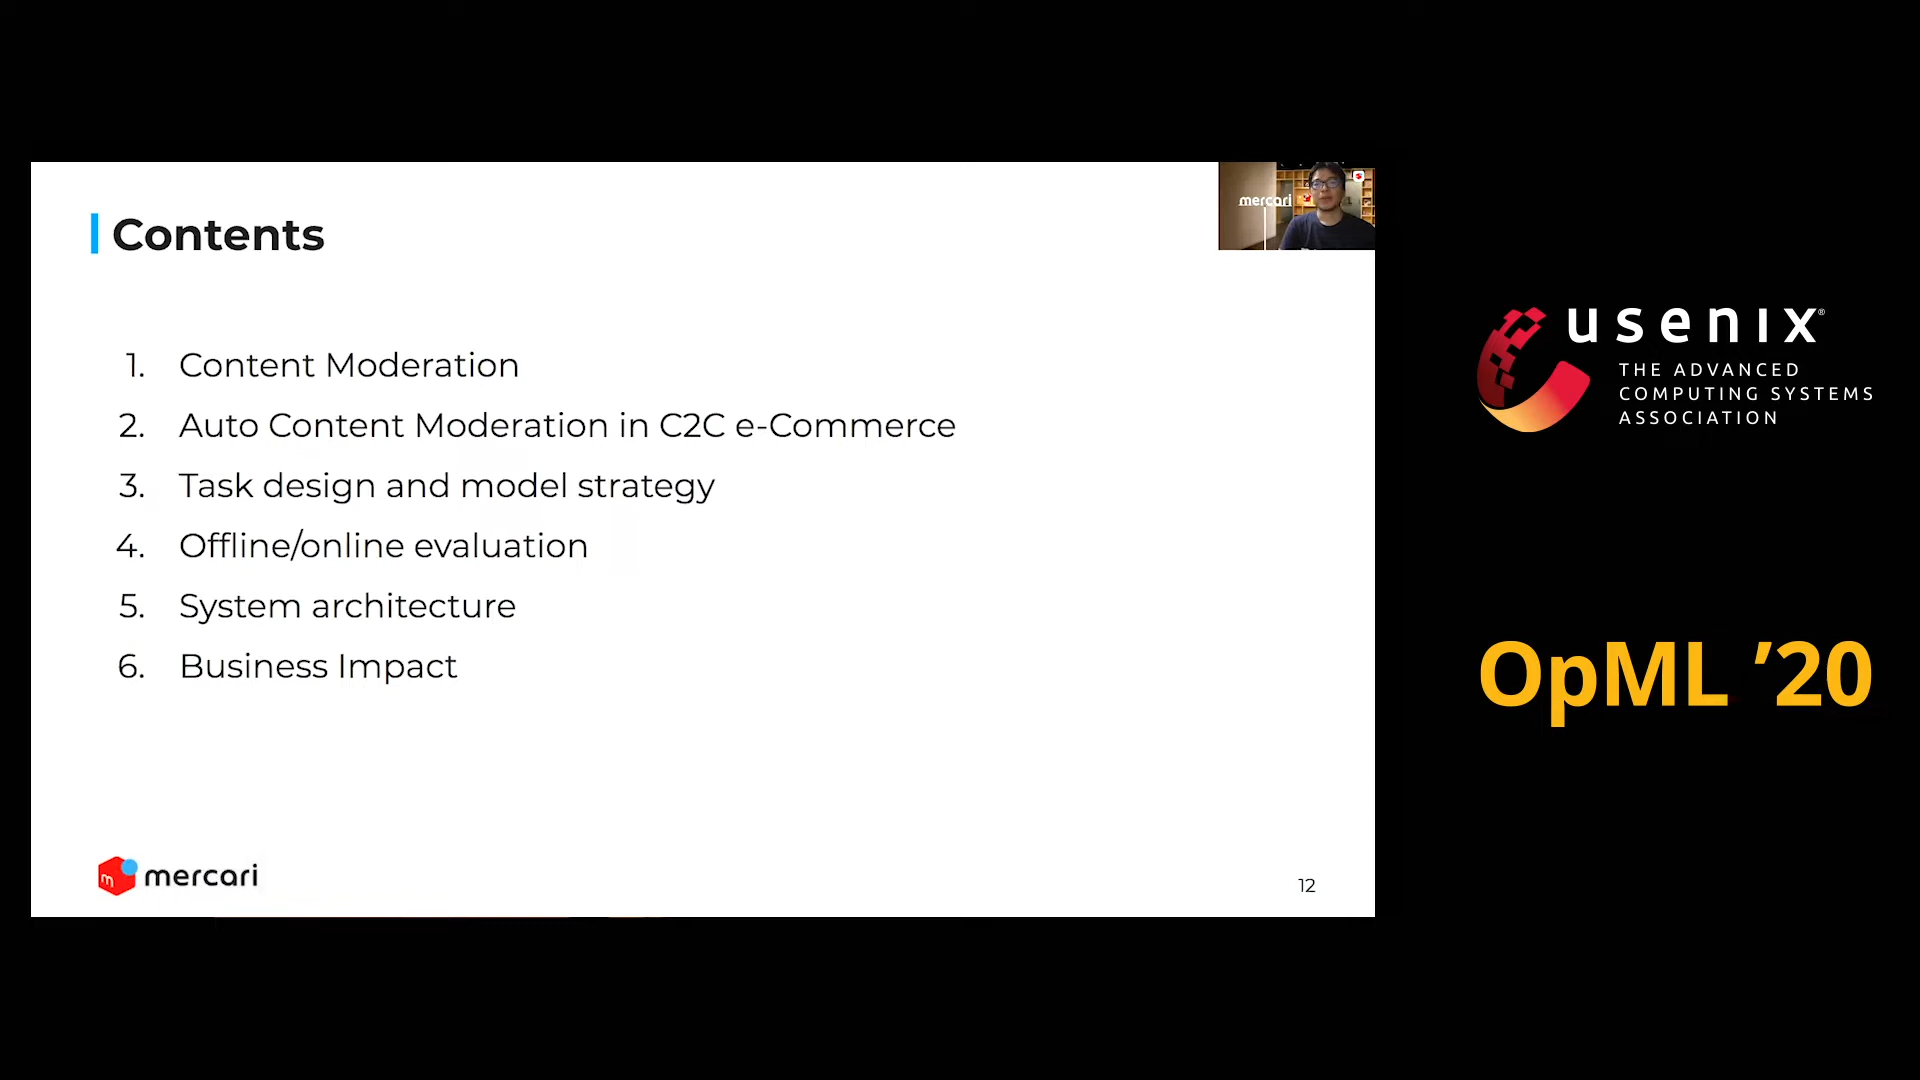 Contents
mercari
1. Content Moderation
2. Auto Content Moderation in C2C e-Commerce
3. Task design and model strategy
4. Offline/online evaluation
5. System architecture
6. Business Impact
m mercari
12
usenix®
THE ADVANCED
COMPUTING SYSTEMS
ASSOCIATION
OpML ’20